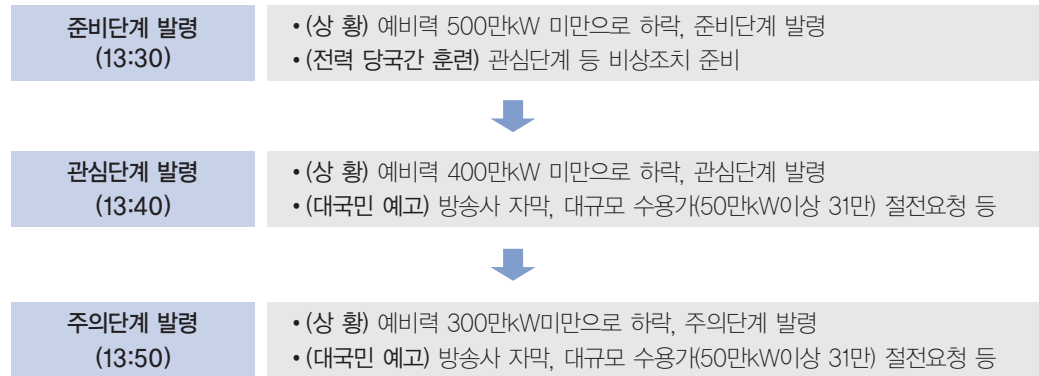 준비단계 발령
(13:30)
• (상 황) 예비력 500만kW 미만으로 하락, 준비단계 발령
• (전력 당국간 훈련) 관심단계 등 비상조치 준비
관심단계 발령
(13:40)
• (상 황) 예비력 400만kW 미만으로 하락, 관심단계 발령
• (대국민 예고) 방송사 자막, 대규모 수용가(50만kW이상 31만) 절전요청 등
주의단계 발령
(13:50)
• (상 황) 예비력 300만kW미만으로 하락, 주의단계 발령
• (대국민 예고) 방송사 자막, 대규모 수용가(50만kW이상 31만) 절전요청 등